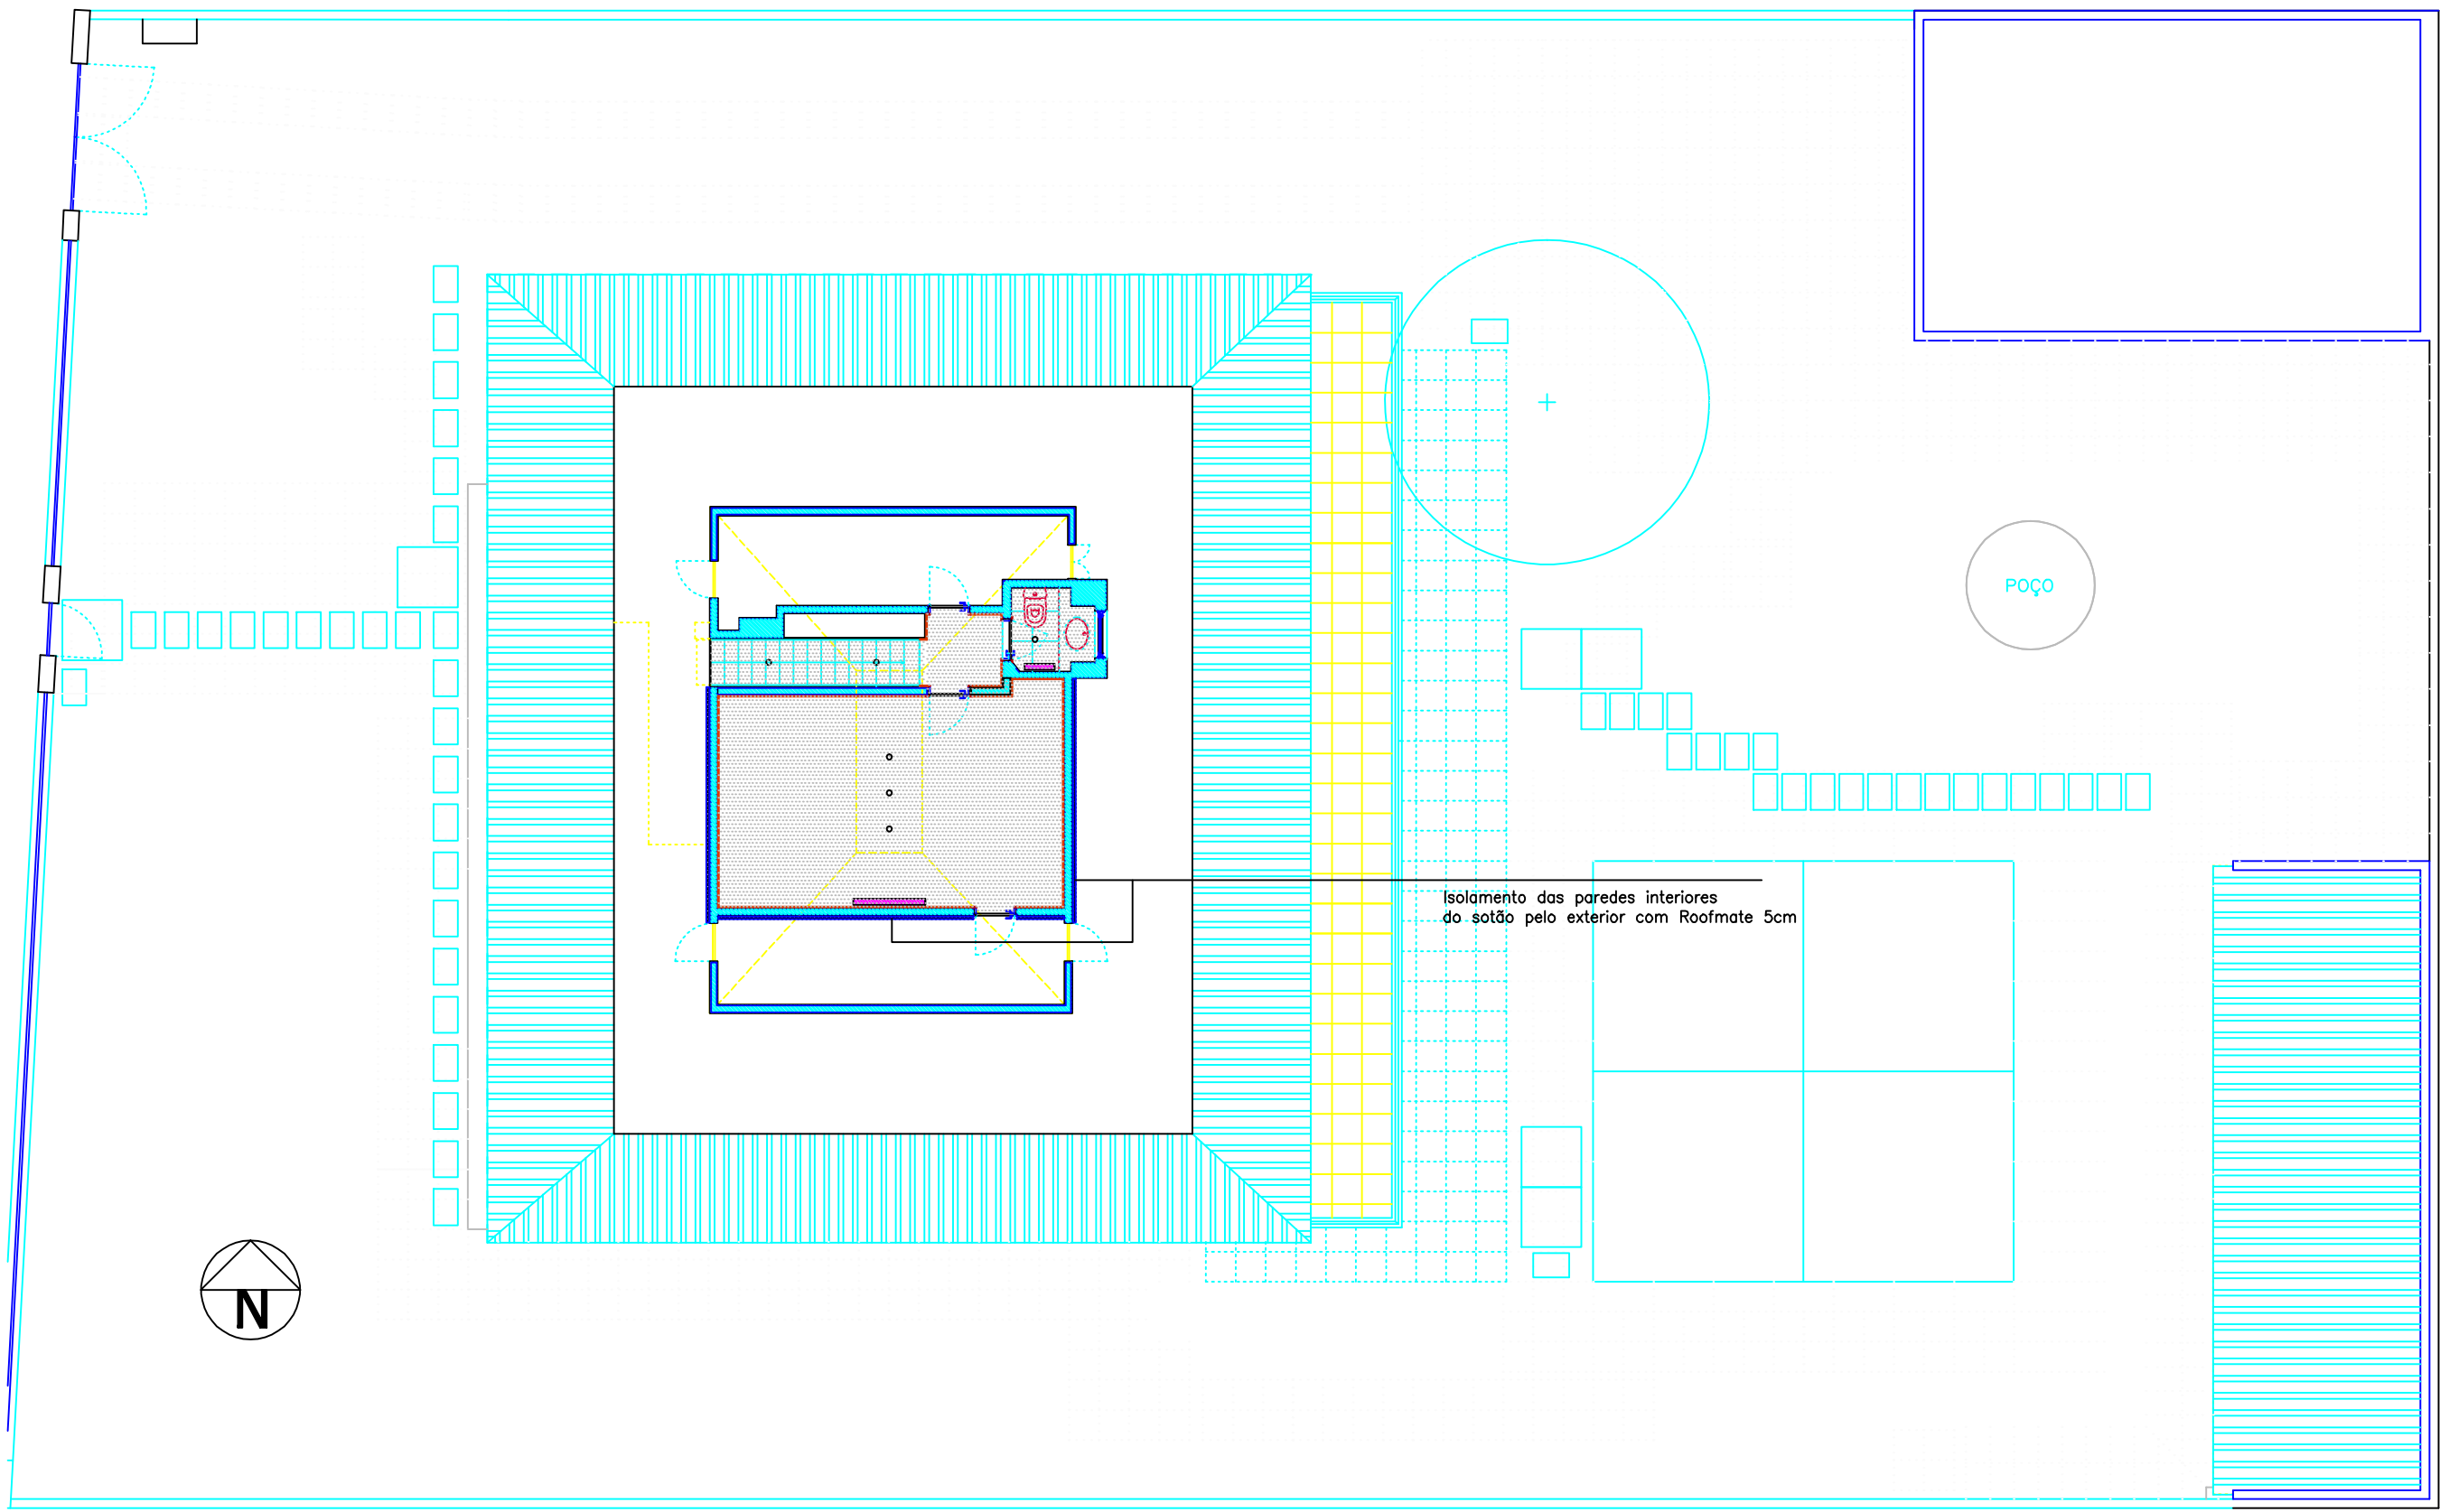 POÇO
Isolamento das paredes interiores
do sotão pelo exterior com Roofmate 5cm
N